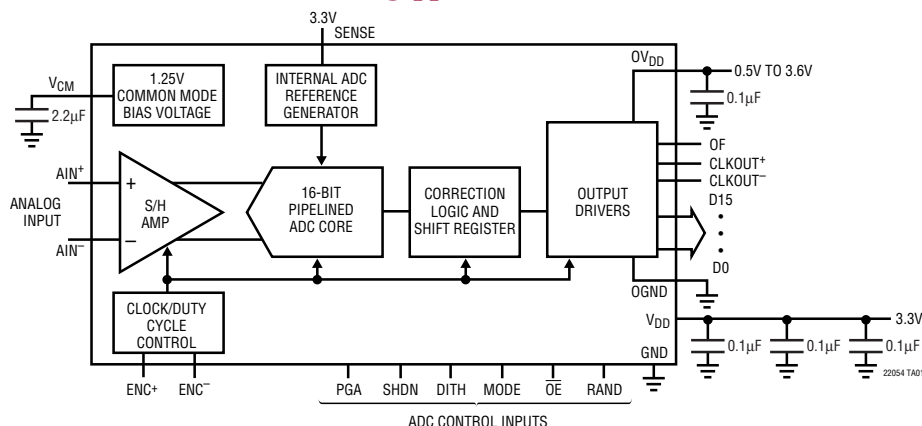 3.3V
SENSE
OVDD
0.5V TO 3.6V
0.1µF
VCM
2.2µF
1.25V
COMMON MODE
BIAS VOLTAGE
INTERNAL ADC
REFERENCE
GENERATOR
OF
CLKOUT+
CLKOUT–
D15
•
•
•
D0
AIN+
ANALOG
INPUT
AIN–
+
–
S/H
AMP
16-BIT
PIPELINED
ADC CORE
CORRECTION
LOGIC AND
SHIFT REGISTER
OUTPUT
DRIVERS
OGND
CLOCK/DUTY
CYCLE
CONTROL
VDD
3.3V
GND
0.1µF
0.1µF
0.1µF
22054 TA01
ENC+
ENC–
PGA
SHDN
DITH
MODE
OE
RAND
ADC CONTROL INPUTS